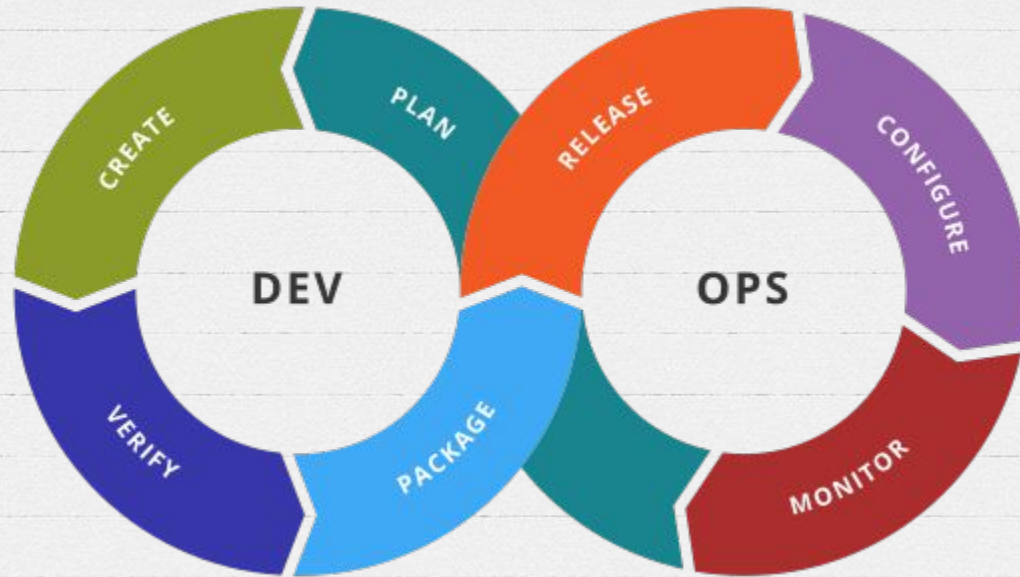 PLAN
CREATE
RELEASE
CONFIGURE
DEV
OPS
VERIFY
PACKAGE
MONITOR